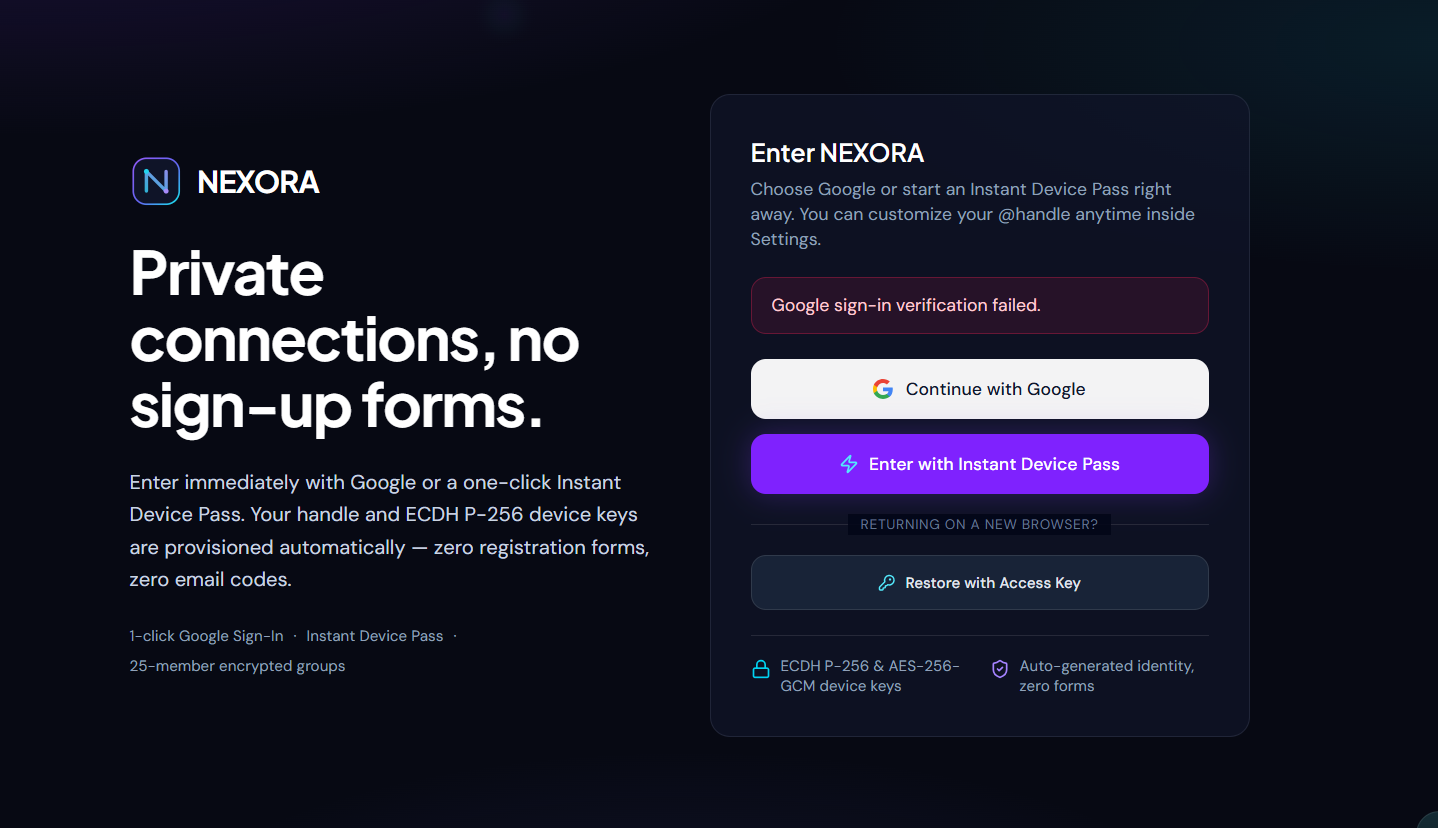 NEXORA
Private
connections, no
sign-up forms.
Enter immediately with Google or a one-click Instant
Device Pass. Your handle and ECDH P-256 device keys
are provisioned automatically — zero registration forms,
zero email codes.
1-click Google Sign-In · Instant Device Pass ·
25-member encrypted groups
Enter NEXORA
Choose Google or start an Instant Device Pass right
away. You can customize your @handle anytime inside
Settings.
Google sign-in verification failed.
Continue with Google
Enter with Instant Device Pass
RETURNING ON A NEW BROWSER?
Restore with Access Key
ECDH P-256 & AES-256-
GCM device keys
Auto-generated identity,
zero forms